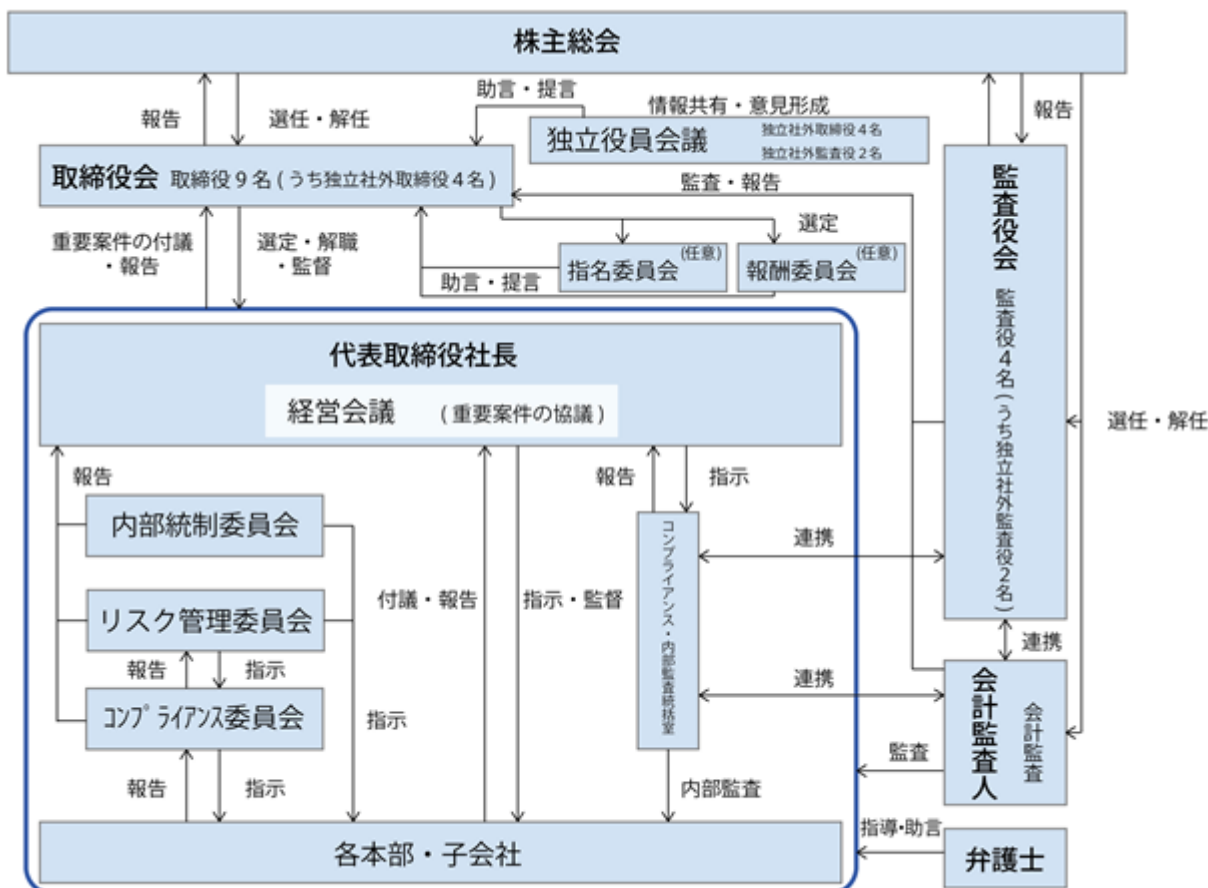 株主総会
報告
選任・解任
助言・提言
情報共有・意見形成
独立役員会議
独立社外取締役4名
独立社外監査役2名
報告
取締役会 取締役9名(うち独立社外取締役4名)
監査・報告
監査役会 監査役4名(うち独立社外監査役2名)
重要案件の付議
・報告
選定・解職
・監督
選定
指名委員会(任意)
報酬委員会(任意)
助言・提言
代表取締役社長
経営会議 (重要案件の協議)
選任・解任
報告
報告
指示
内部統制委員会
コンプライアンス・内部監査統括室
連携
リスク管理委員会
付議・報告
指示・監督
連携
報告
指示
連携
コンプライアンス委員会
指示
会計監査人
会計監査
報告
指示
内部監査
監査
各本部・子会社
指導・助言
弁護士